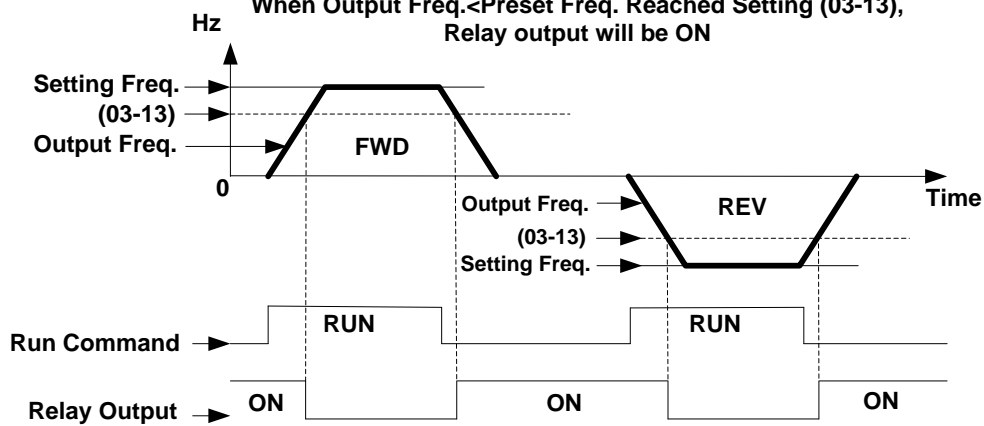 When Output Freq.<Preset Freq. Reached Setting (03-13),
Relay output will be ON
Hz
Setting Freq.
(03-13)
Output Freq.
FWD
0
Time
Output Freq.
REV
(03-13)
Setting Freq.
RUN
RUN
Run Command
ON
ON
ON
Relay Output